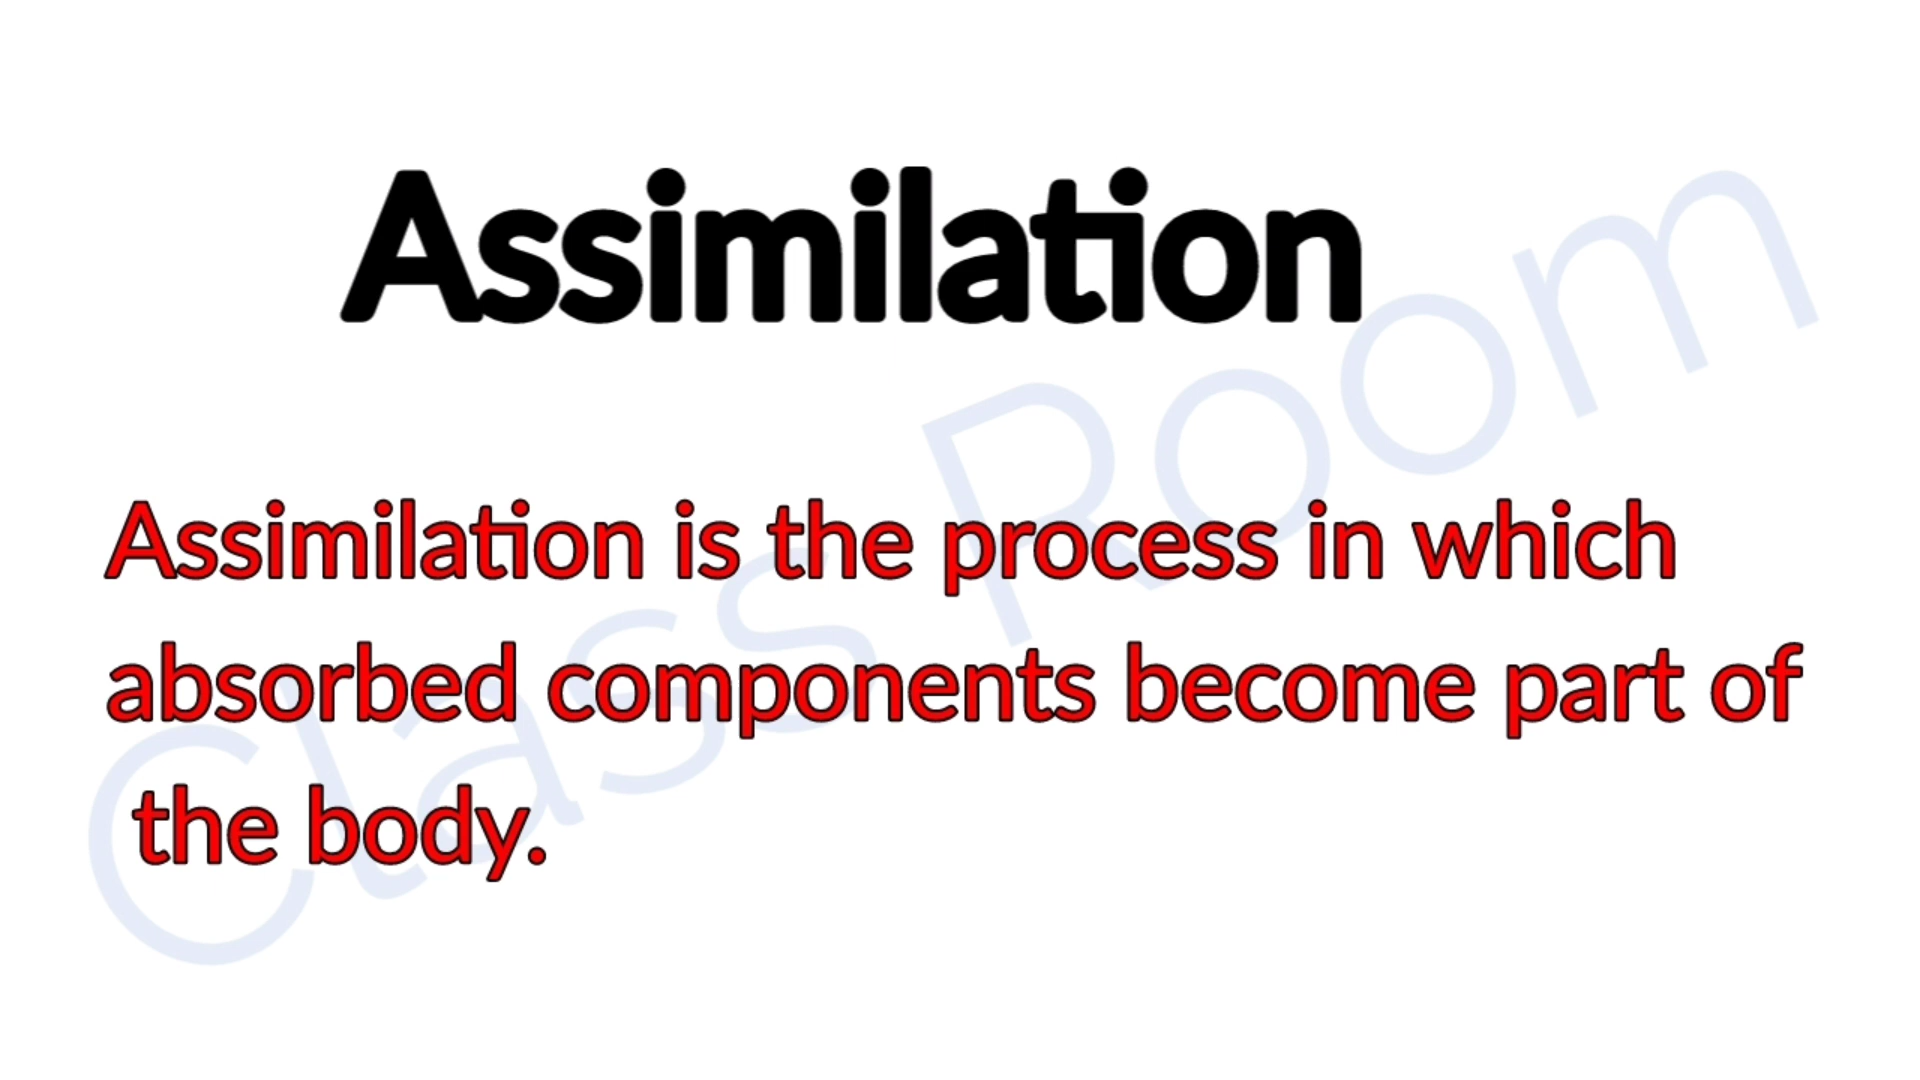 Assimilation
Assimilation is the process in which
absorbed components become part of
the body.
Class Room